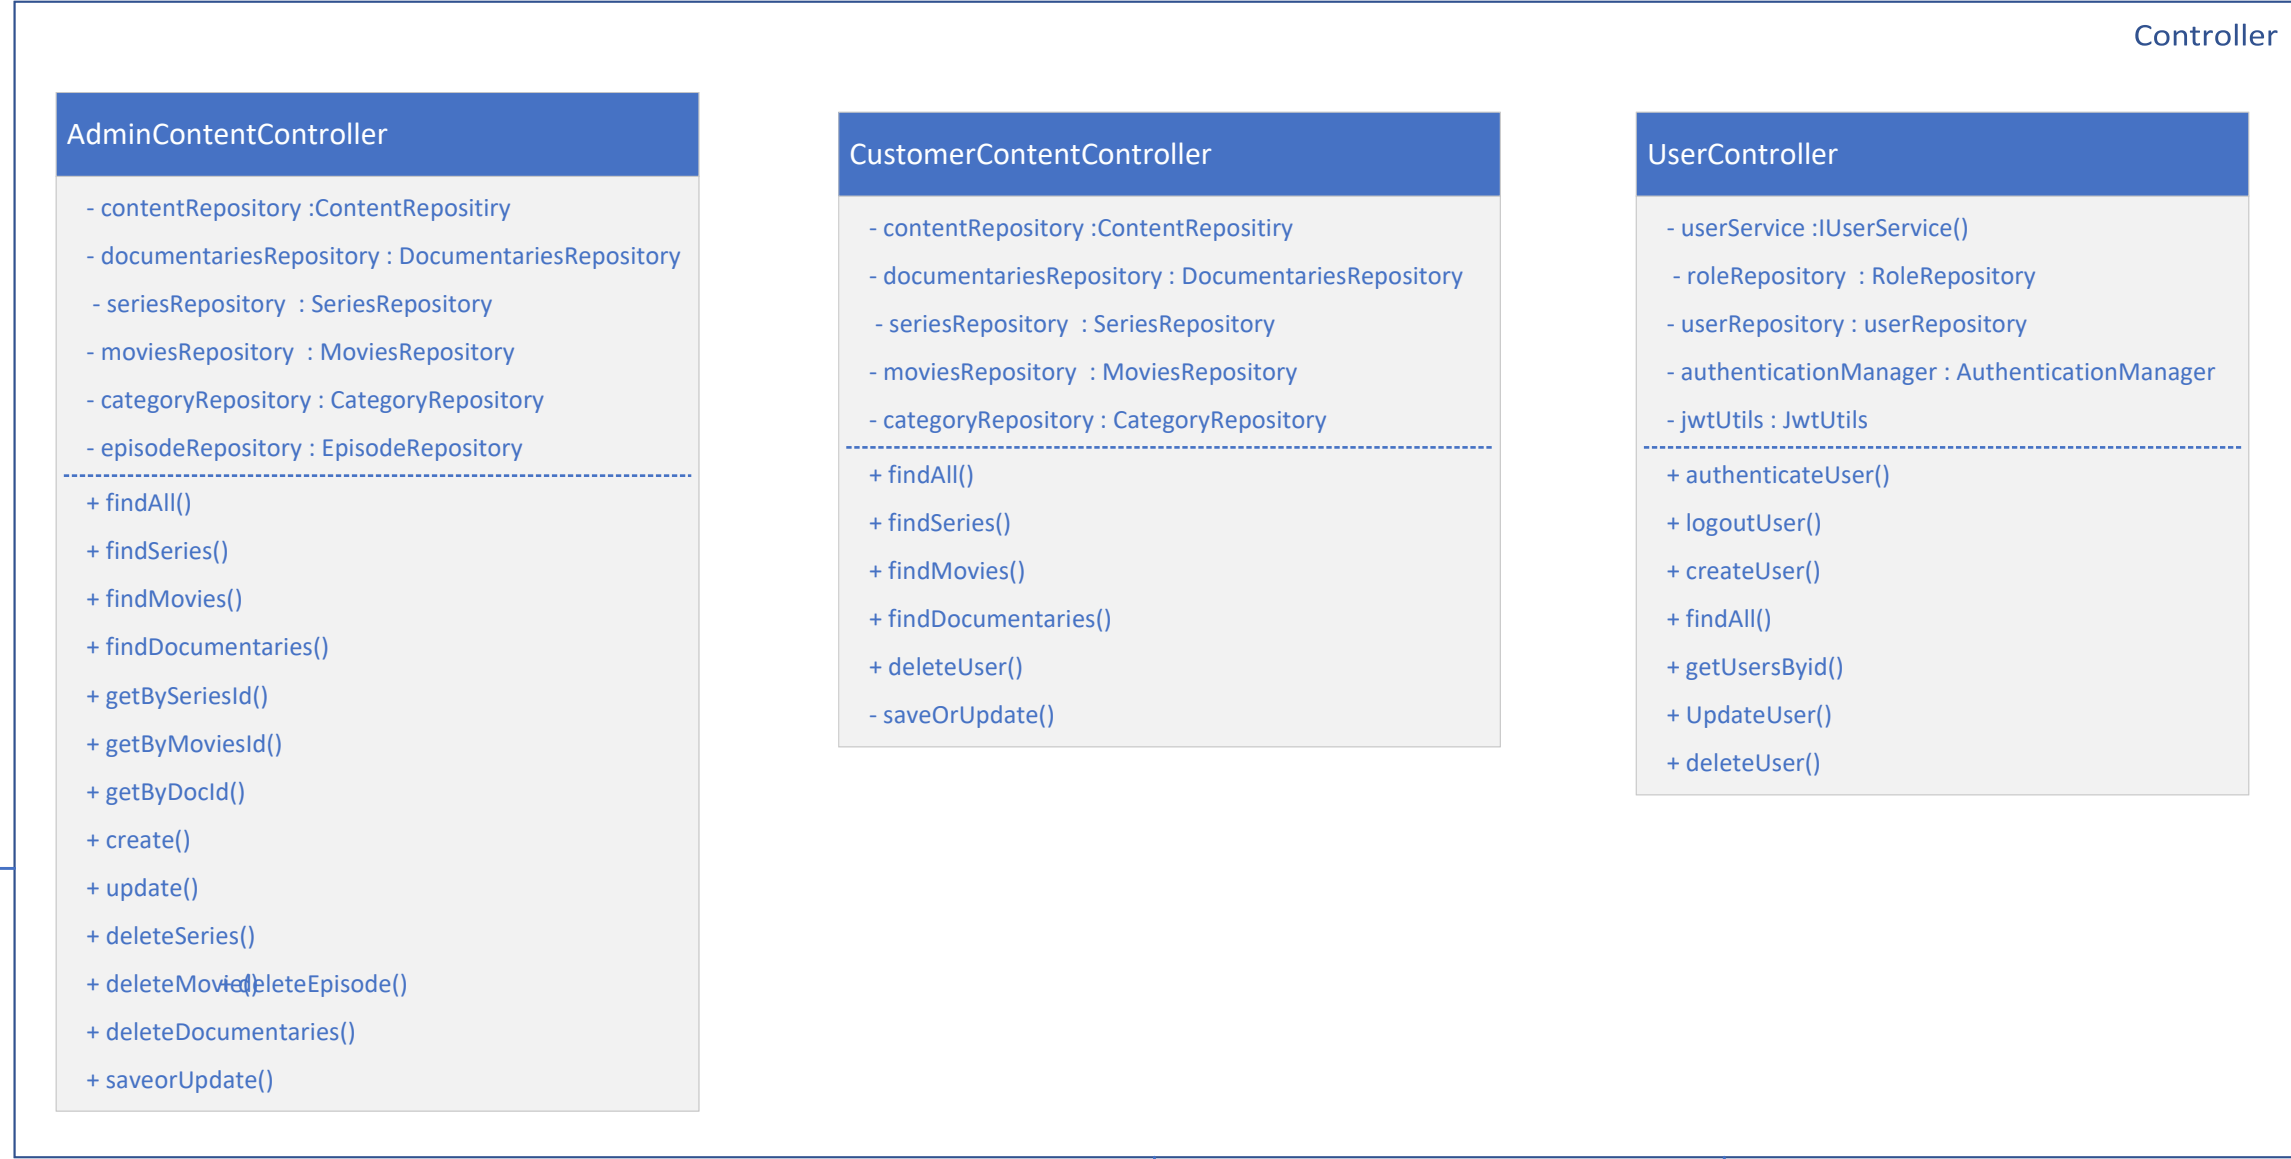 Controller
AdminContentController
- contentRepository :ContentRepositiry
- documentariesRepository : DocumentariesRepository
- seriesRepository  : SeriesRepository
- moviesRepository  : MoviesRepository
- categoryRepository : CategoryRepository
- episodeRepository : EpisodeRepository
+ findAll()
+ findSeries()
+ findMovies()
+ findDocumentaries()
+ getBySeriesId()
+ getByMoviesId()
+ getByDocId()
+ create()
+ update()
+ deleteSeries()
+ deleteMovie()
+ deleteEpisode()
+ deleteDocumentaries()
+ saveorUpdate()
CustomerContentController
- contentRepository :ContentRepositiry
- documentariesRepository : DocumentariesRepository
- seriesRepository  : SeriesRepository
- moviesRepository  : MoviesRepository
- categoryRepository : CategoryRepository
+ findAll()
+ findSeries()
+ findMovies()
+ findDocumentaries()
+ deleteUser()
- saveOrUpdate()
UserController
- userService :IUserService()
- roleRepository  : RoleRepository
- userRepository : userRepository
- authenticationManager : AuthenticationManager
- jwtUtils : JwtUtils
+ authenticateUser()
+ logoutUser()
+ createUser()
+ findAll()
+ getUsersByid()
+ UpdateUser()
+ deleteUser()